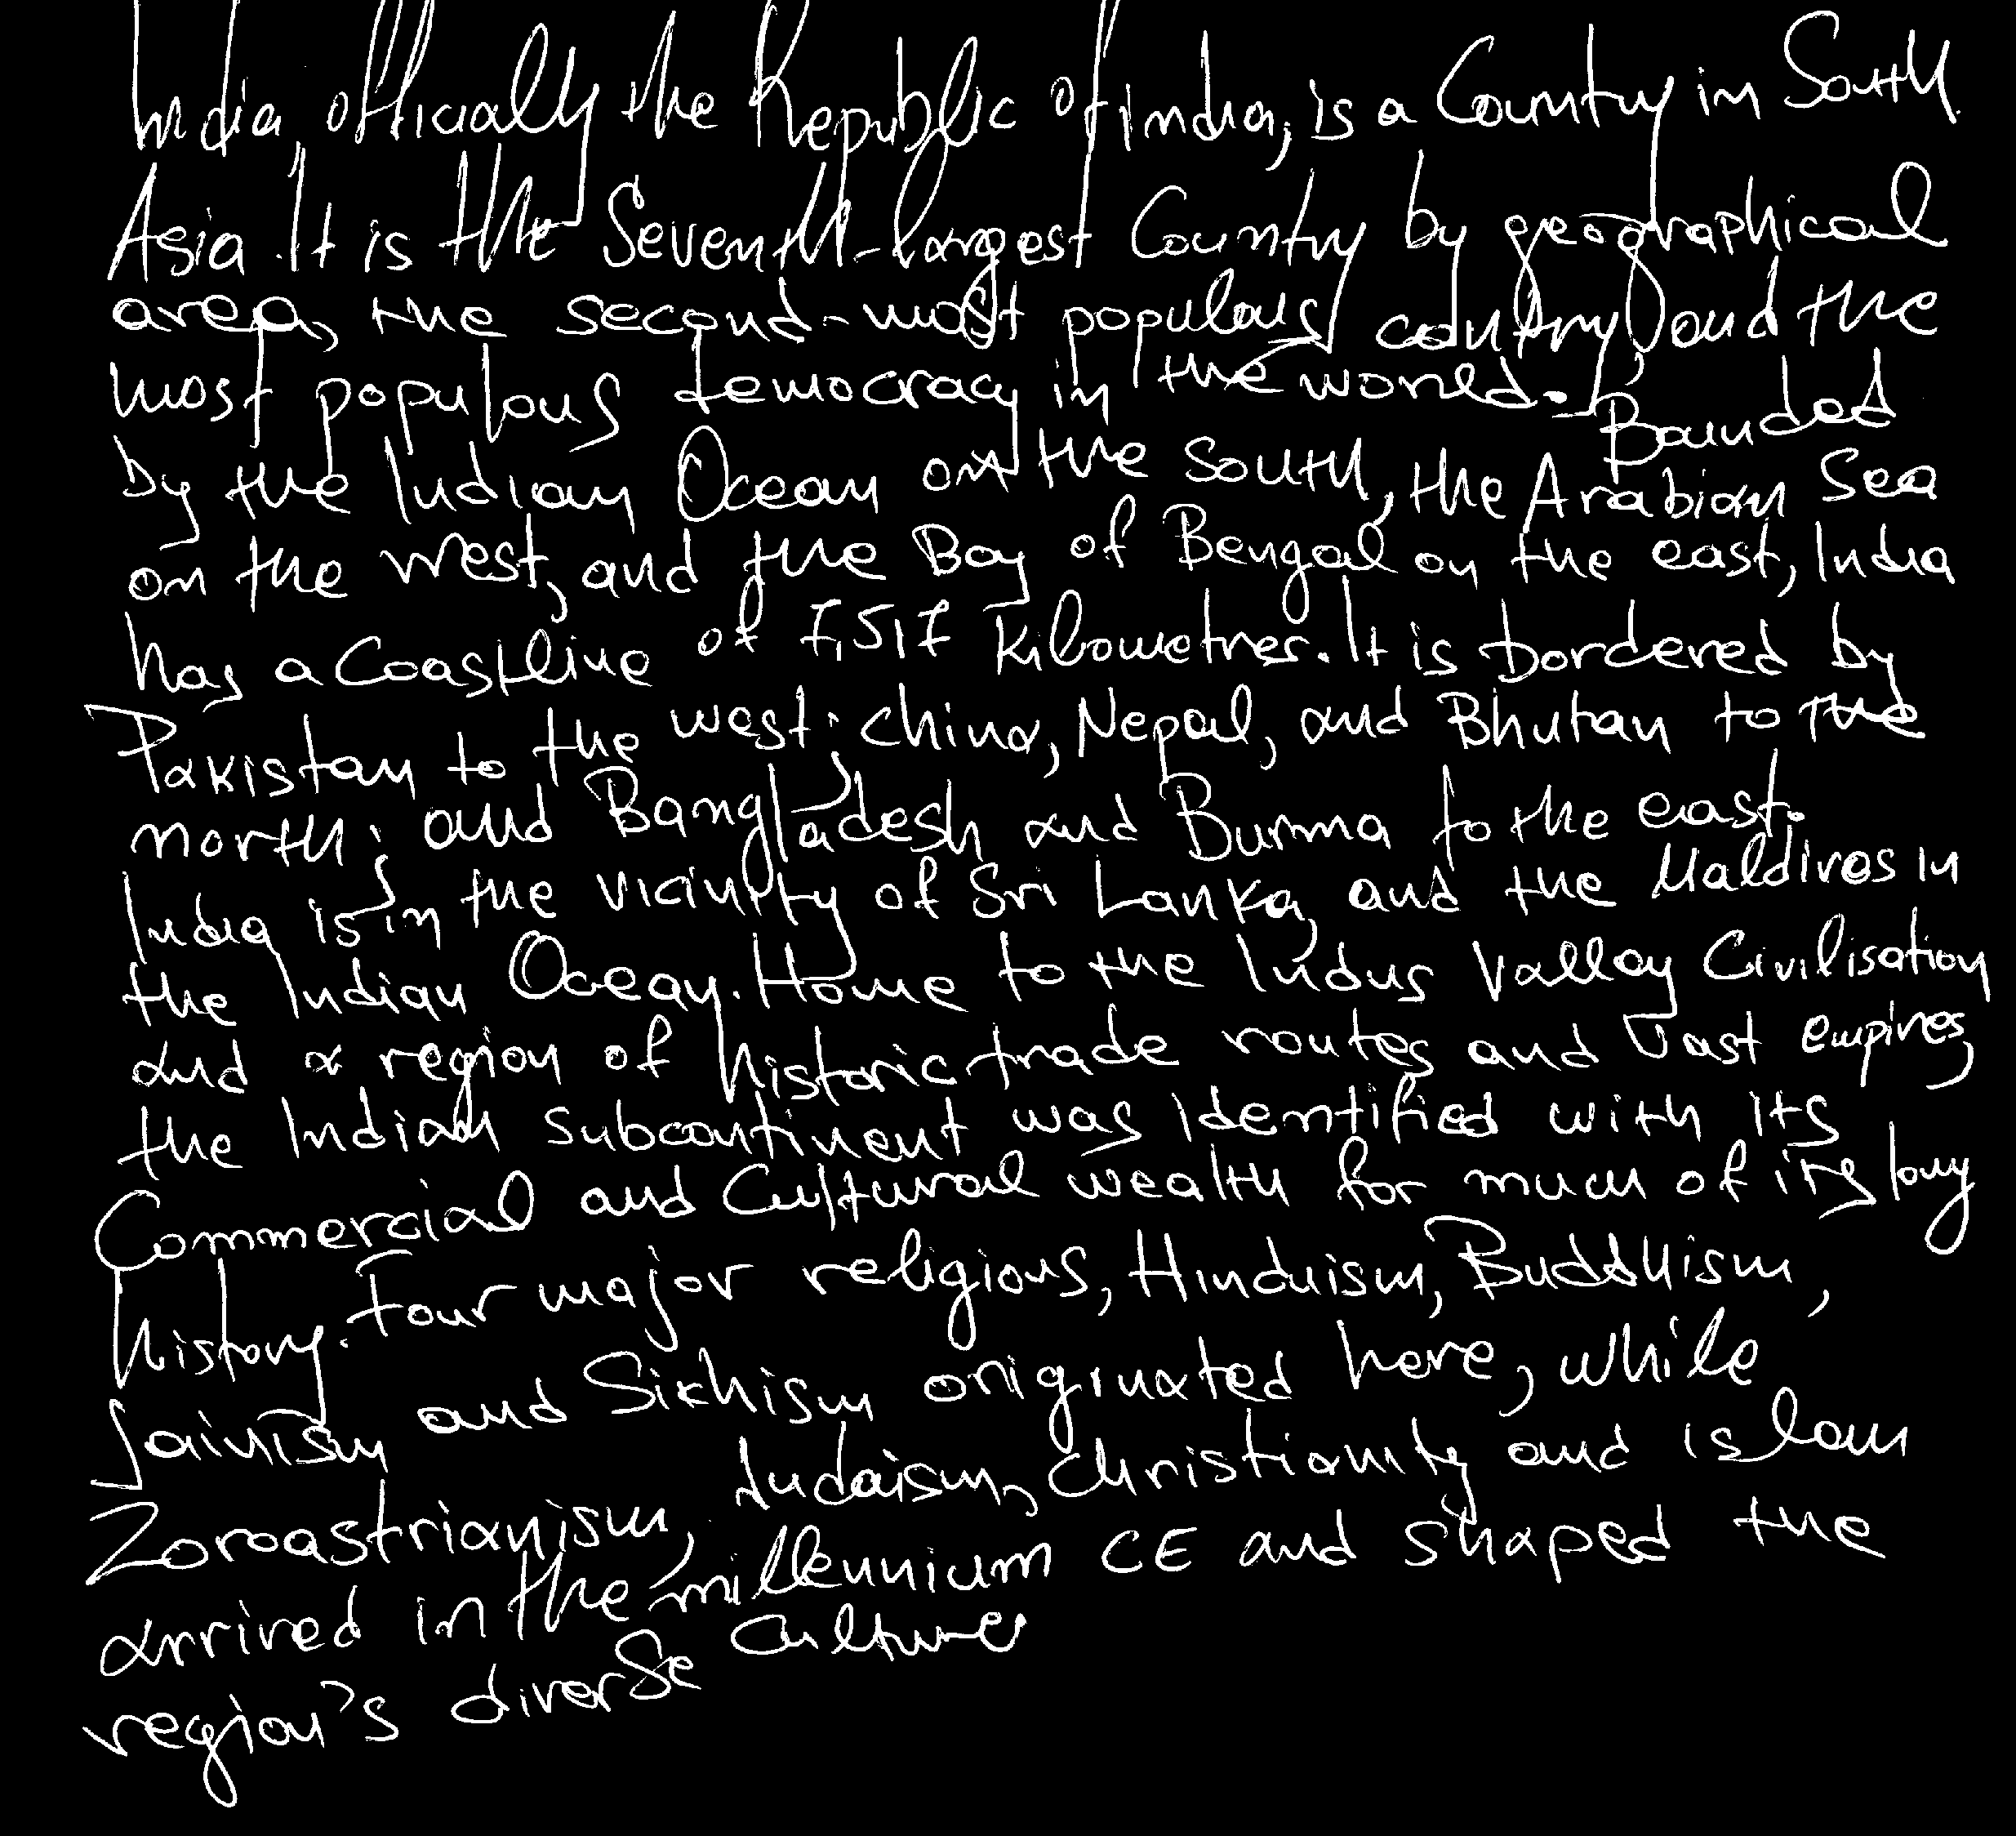 India, officially the Republic of india, is a Country in South
Asia. It is the Seventh-largest Country by geographical
area, the second-most populous country, and the
most populous democracy in the world. Bounded
by the Indian Ocean on the South, the Arabian Sea
on the west, and the Bay of Bengal on the east, India
has a Coastline of 7,517 kilometres. It is bordered by
Pakistan to the west; China, Nepal, and Bhutan to the
north; and Bangladesh and Burma to the east.
India is in the vicinity of Sri Lanka, and the Maldives in
the Indian Ocean. Home to the Indus Valley Civilisation
and a region of historic trade routes and vast empires,
the Indian subcontinent was identified with its
Commercial and Cultural wealth for much of its long
history. Four major religious, Hinduism, Buddhism,
Jainism and Sikhism originated here, while
Zoroastrianism, Judaism, Christianity and islam
arrived in the millennium CE and shaped the
region's diverse Culture